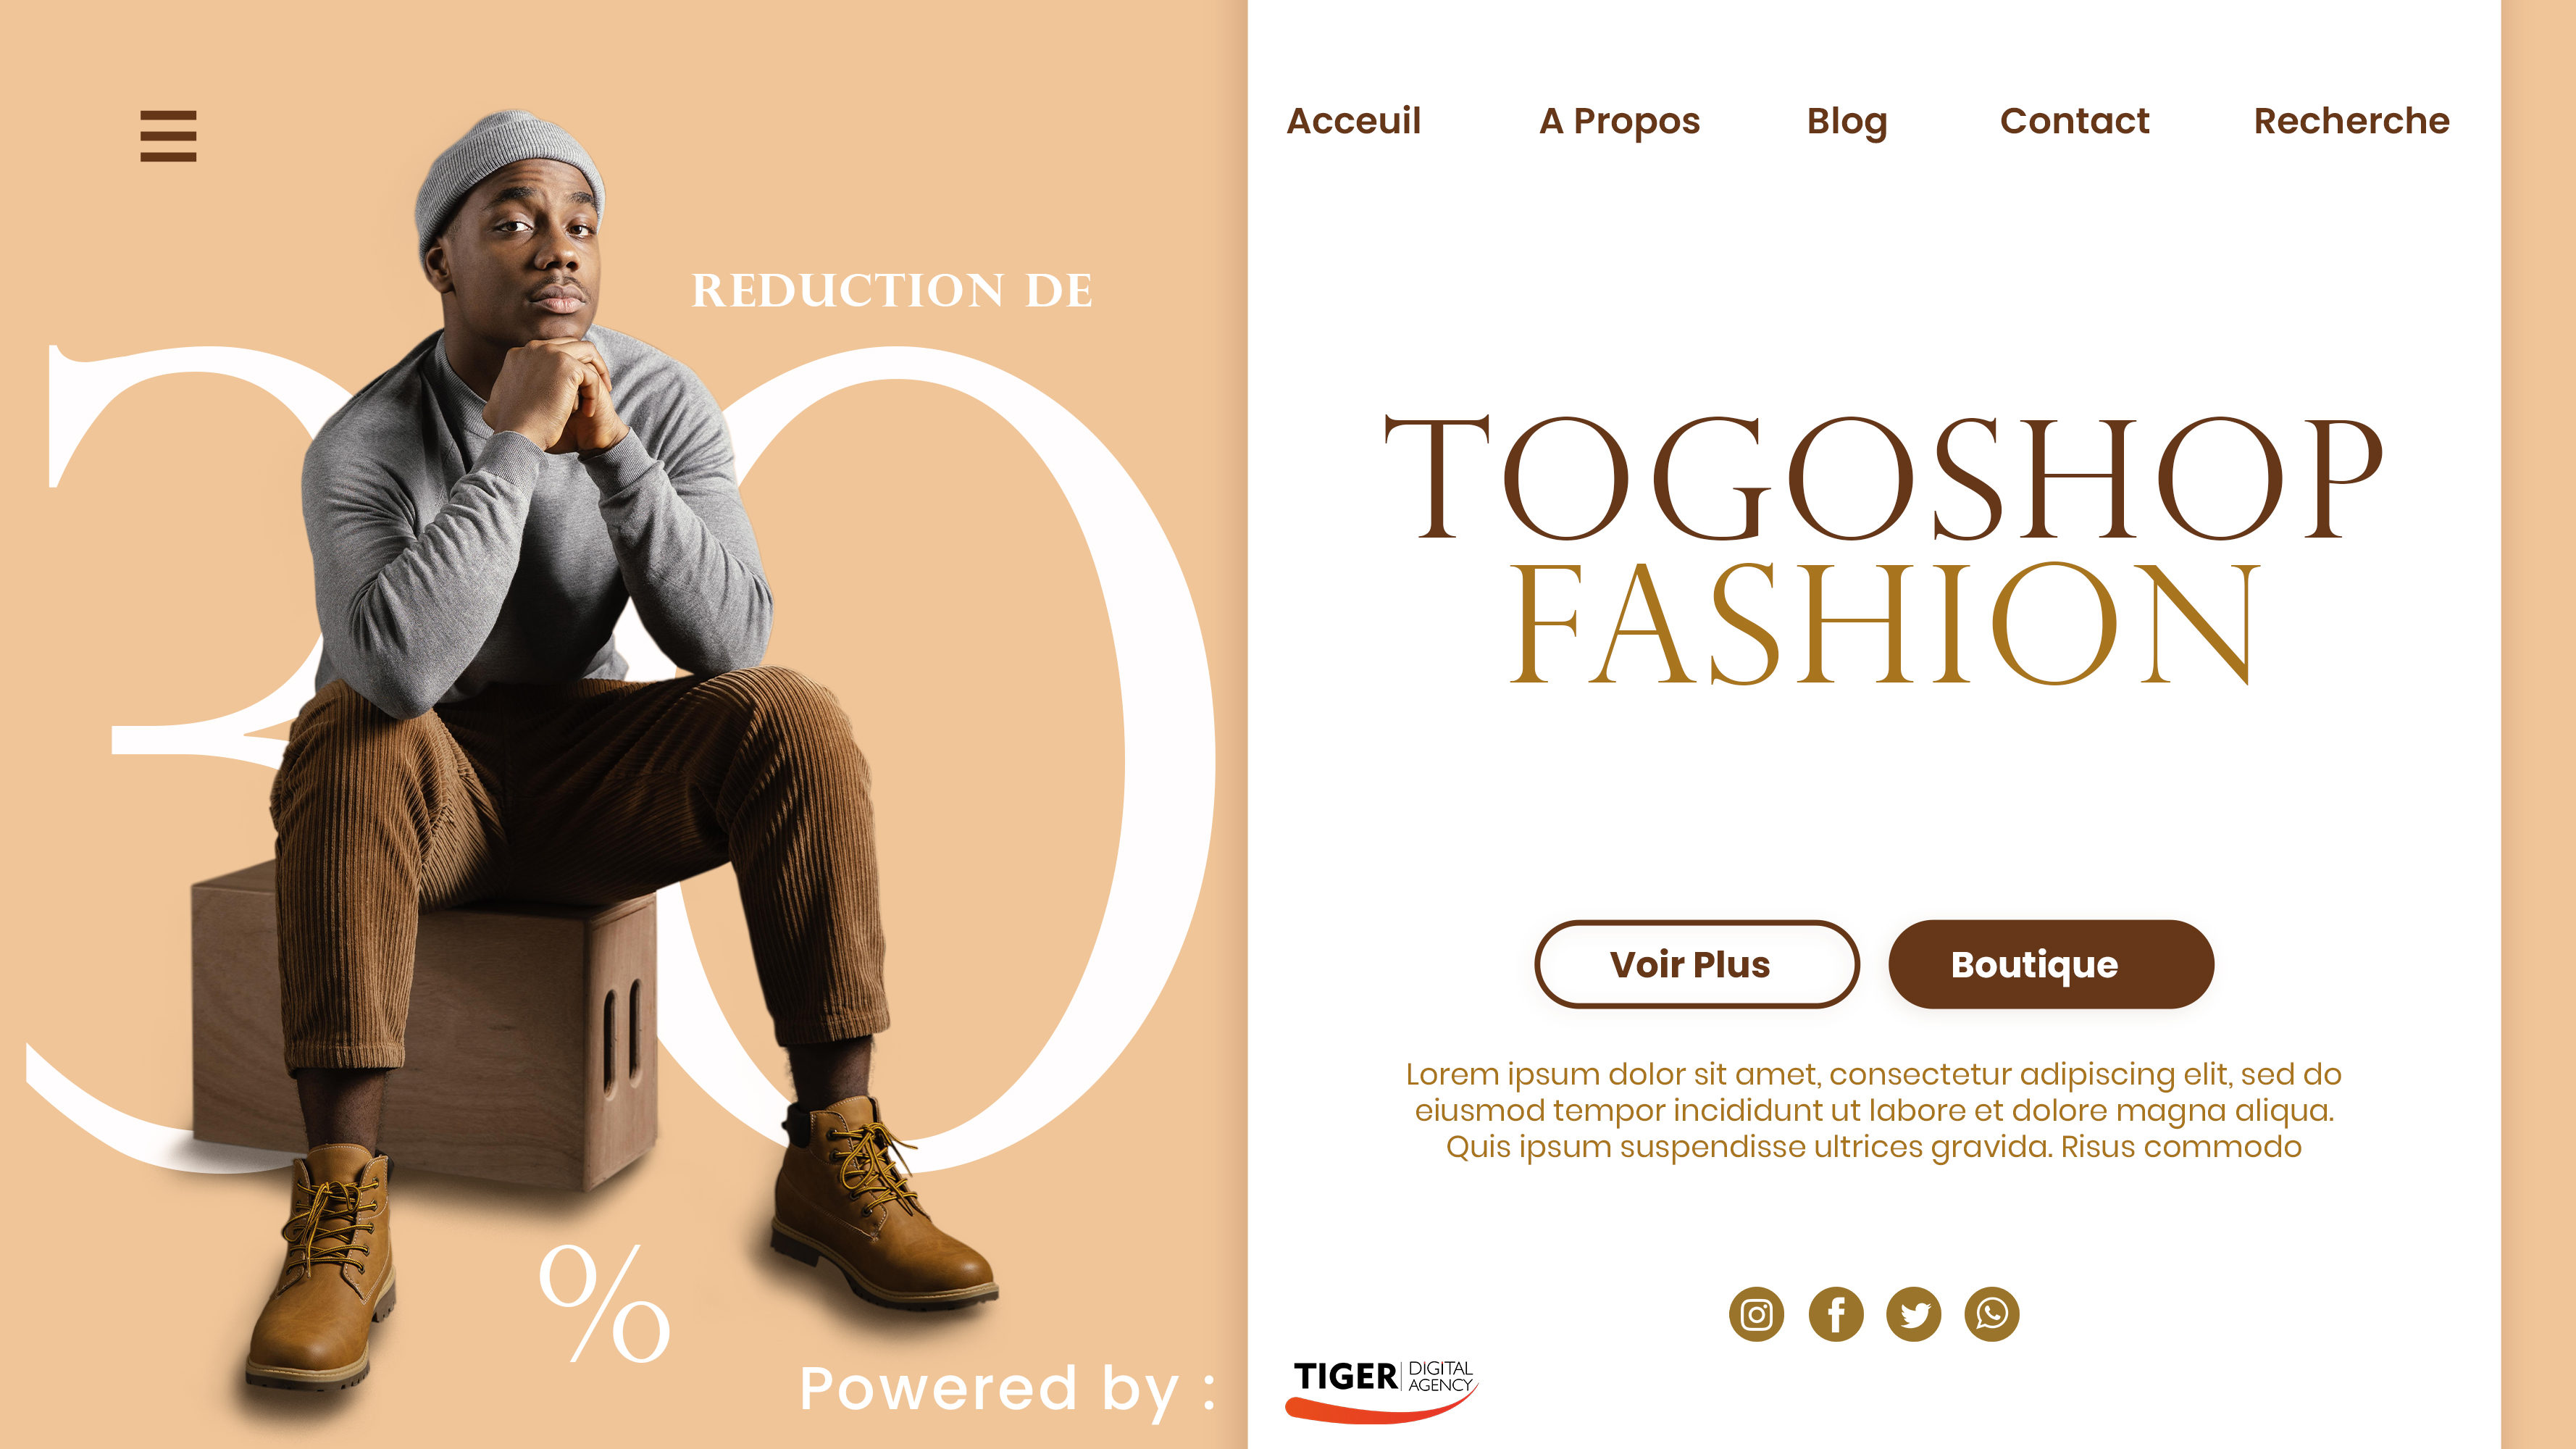 REDUCTION DE
30
%
Powered by :
Acceuil A Propos Blog Contact Recherche
TOGOSHOP
FASHION
Voir Plus Boutique
Lorem ipsum dolor sit amet, consectetur adipiscing elit, sed do
eiusmod tempor incididunt ut labore et dolore magna aliqua.
Quis ipsum suspendisse ultrices gravida. Risus commodo
TIGER DIGITAL
AGENCY